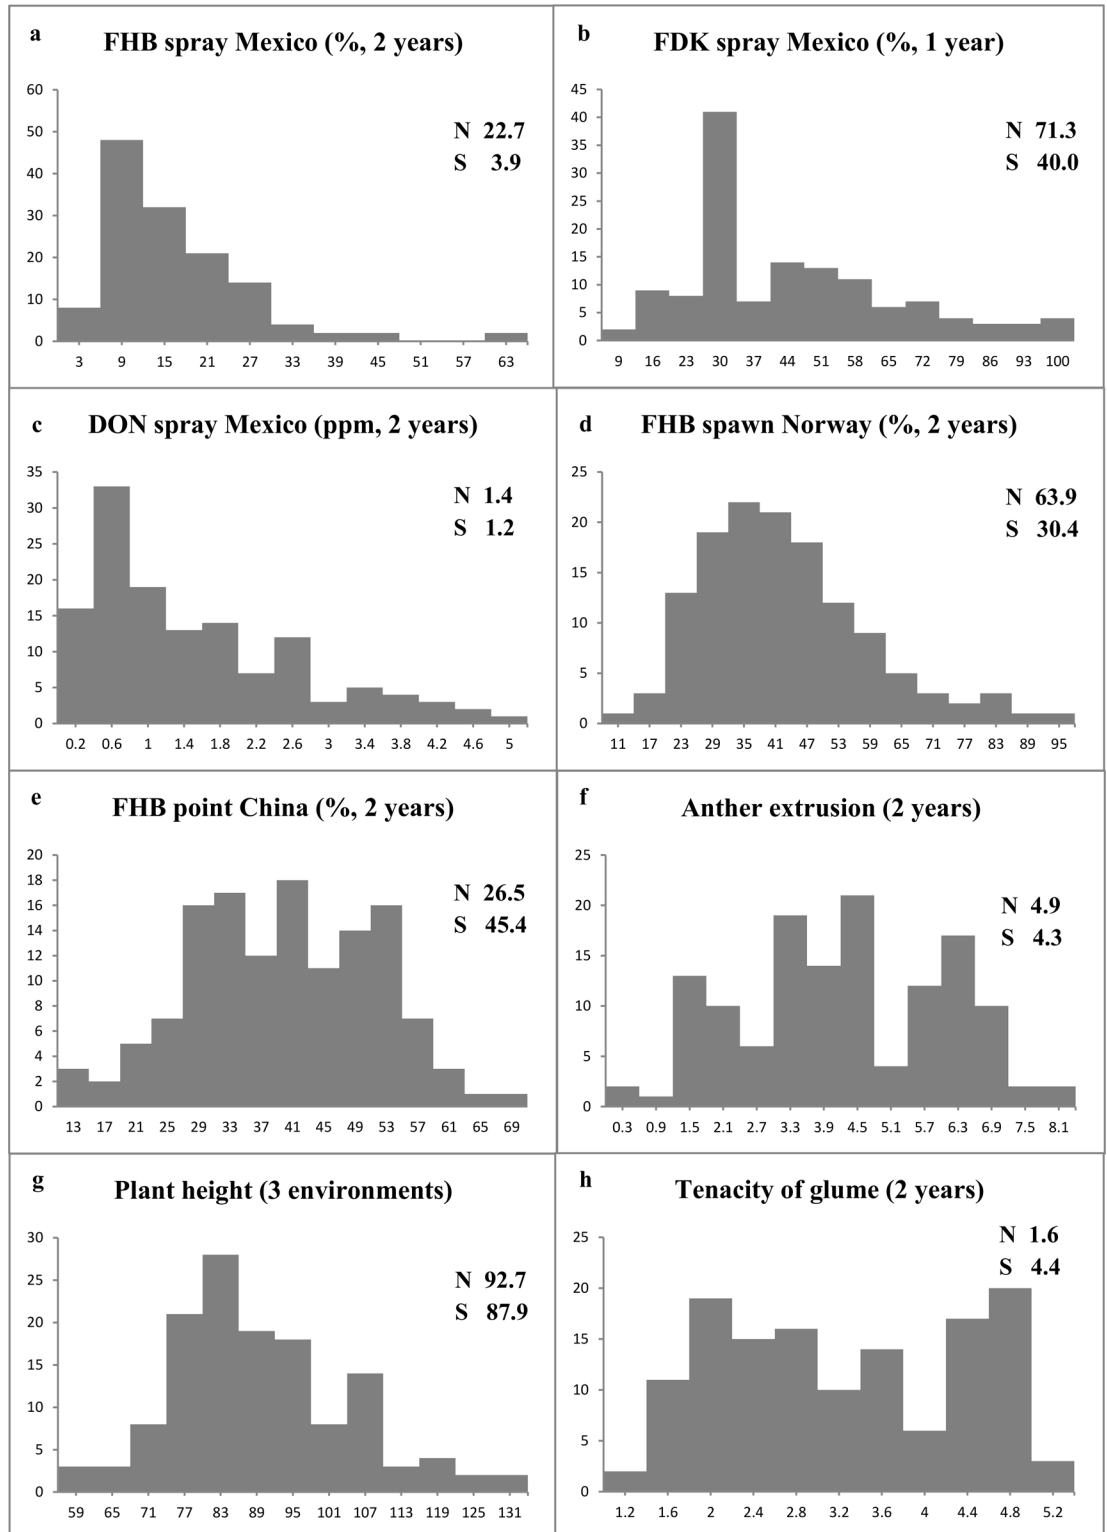 a
FHB spray Mexico (%, 2 years)
N 22.7
S 3.9
60
50
40
30
20
10
0
3 9 15 21 27 33 39 45 51 57 63
b
FDK spray Mexico (%, 1 year)
N 71.3
S 40.0
45
40
35
30
25
20
15
10
5
0
9 16 23 30 37 44 51 58 65 72 79 86 93 100
c
DON spray Mexico (ppm, 2 years)
N 1.4
S 1.2
35
30
25
20
15
10
5
0
0.2 0.6 1 1.4 1.8 2.2 2.6 3 3.4 3.8 4.2 4.6 5
d
FHB spawn Norway (%, 2 years)
N 63.9
S 30.4
25
20
15
10
5
0
11 17 23 29 35 41 47 53 59 65 71 77 83 89 95
e
FHB point China (%, 2 years)
N 26.5
S 45.4
20
18
16
14
12
10
8
6
4
2
0
13 17 21 25 29 33 37 41 45 49 53 57 61 65 69
f
Anther extrusion (2 years)
N 4.9
S 4.3
25
20
15
10
5
0
0.3 0.9 1.5 2.1 2.7 3.3 3.9 4.5 5.1 5.7 6.3 6.9 7.5 8.1
g
Plant height (3 environments)
N 92.7
S 87.9
30
25
20
15
10
5
0
59 65 71 77 83 89 95 101 107 113 119 125 131
h
Tenacity of glume (2 years)
N 1.6
S 4.4
25
20
15
10
5
0
1.2 1.6 2 2.4 2.8 3.2 3.6 4 4.4 4.8 5.2